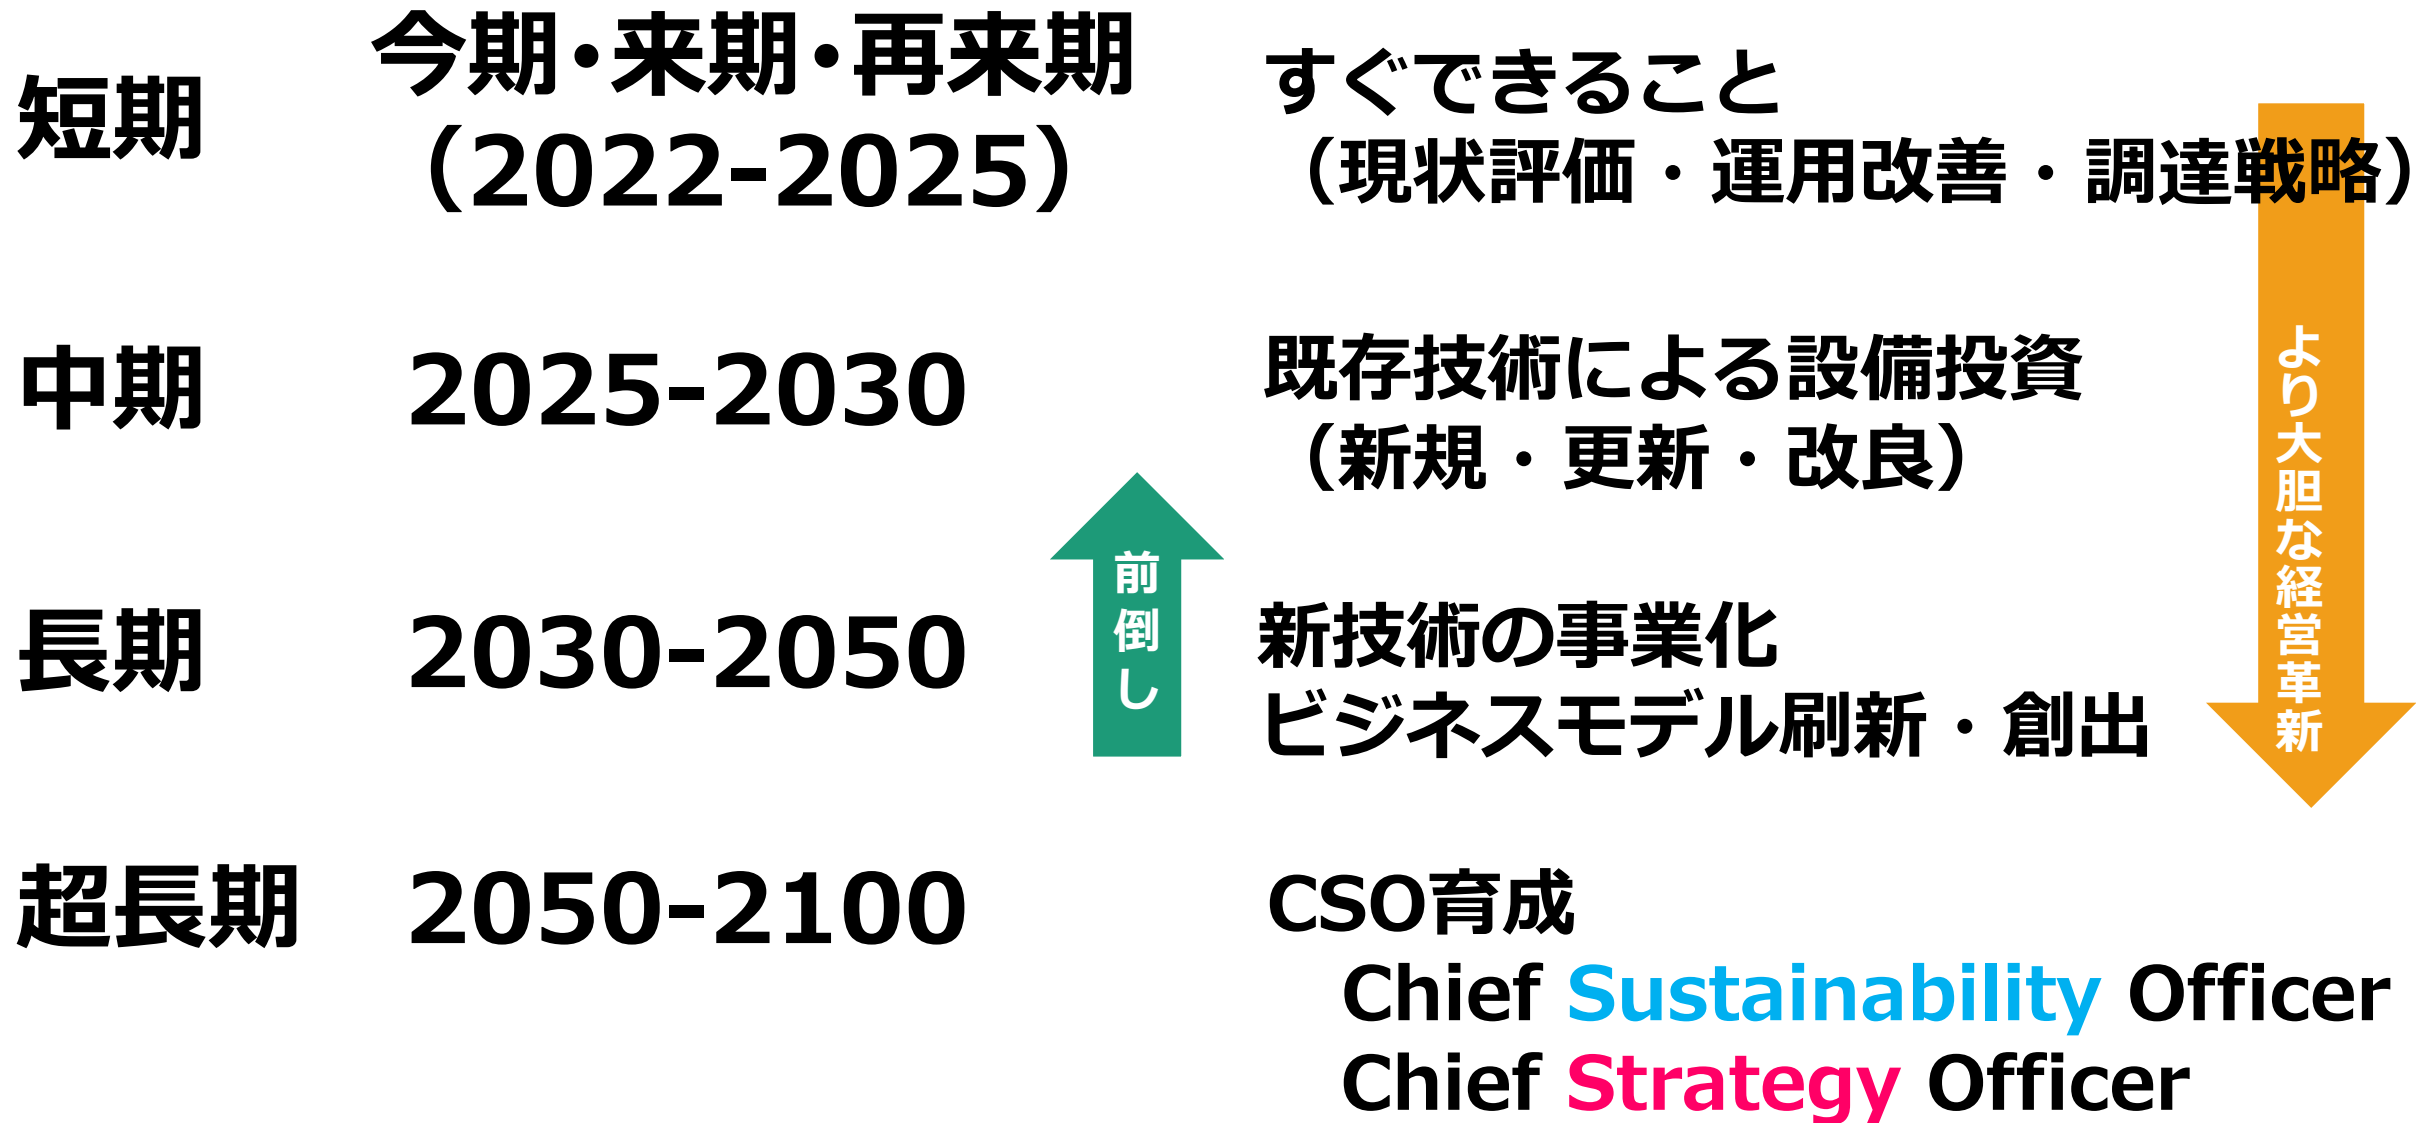 短期
今期・来期・再来期
（2022-2025）
すぐできること
（現状評価・運用改善・調達戦略）
中期
2025-2030
既存技術による設備投資
（新規・更新・改良）
長期
2030-2050
新技術の事業化
ビジネスモデル刷新・創出
前倒し
より大胆な経営革新
超長期
2050-2100
CSO育成
Chief Sustainability Officer
Chief Strategy Officer